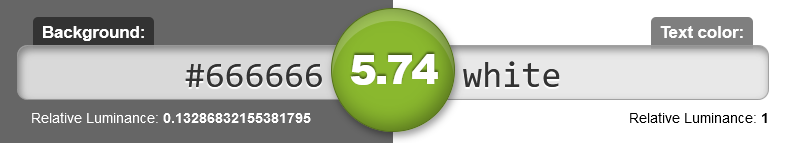 Background:
Text color:
#666666
5.74
white
Relative Luminance: 0.13286832155381795
Relative Luminance: 1